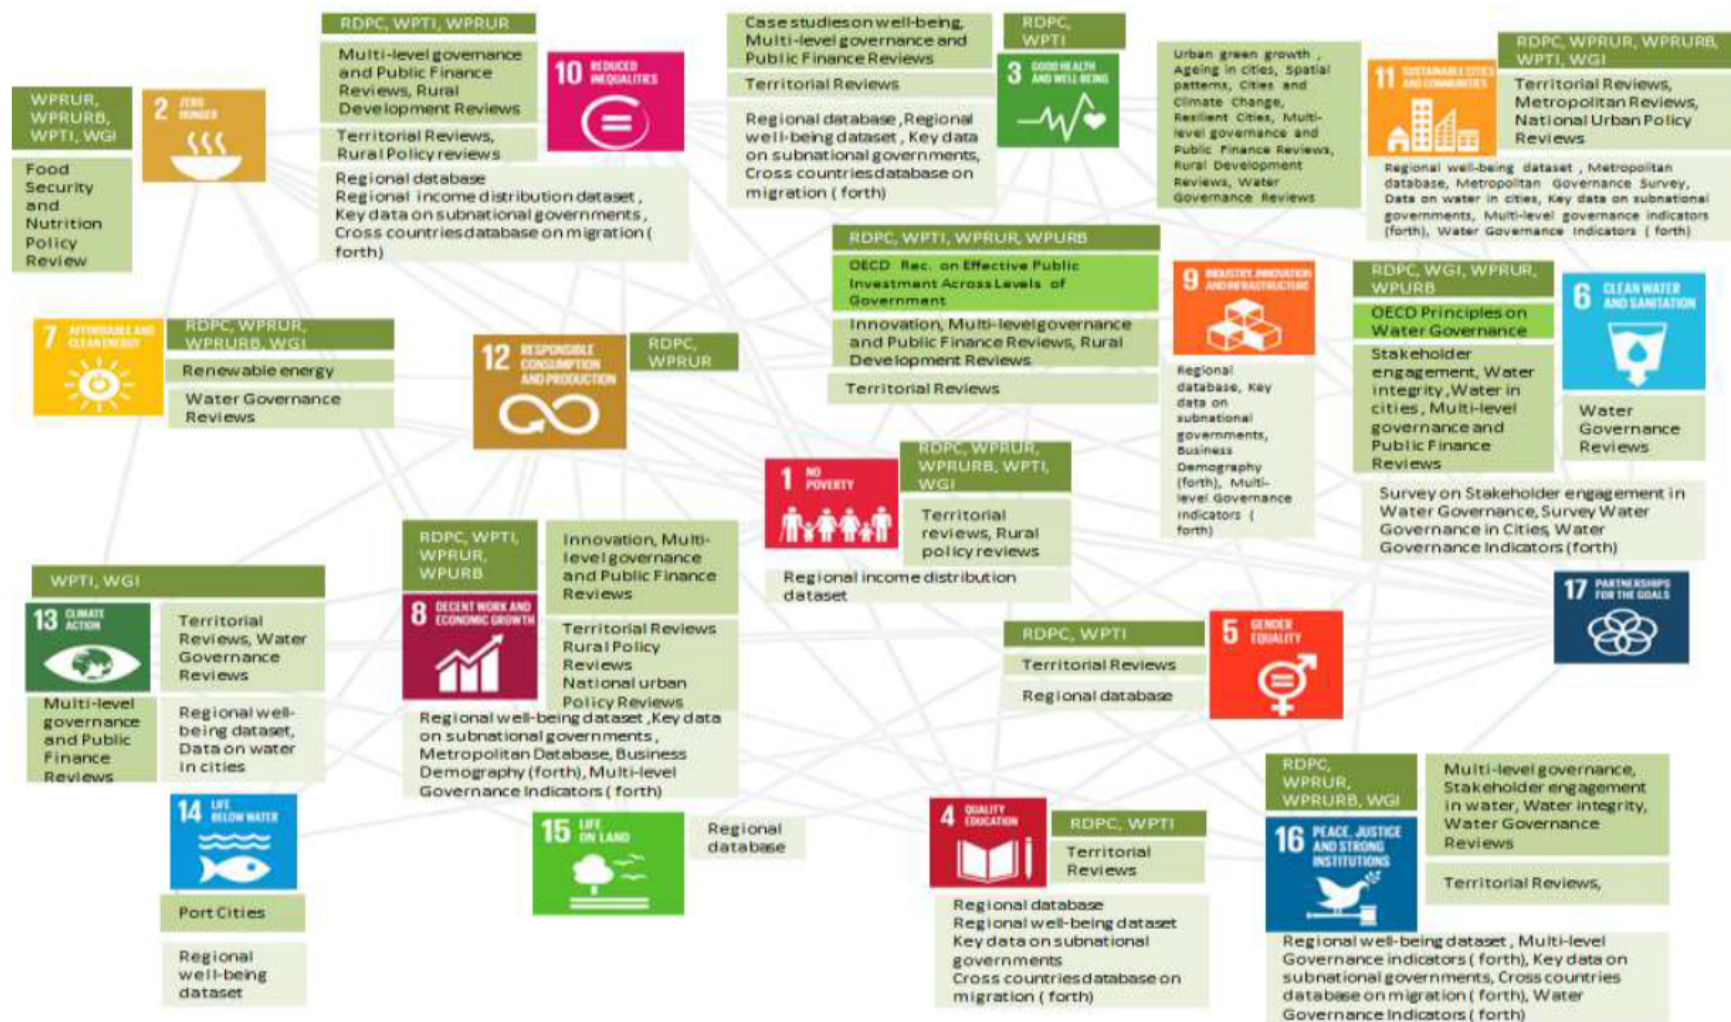 WPRUR,
WPRURB,
WPTI, WGI
Food
Security
and
Nutrition
Policy
Review
2 ZERO
HUNGER
RDPC, WPTI, WPRUR
Multi-level governance
and Public Finance
Reviews, Rural
Development Reviews
Territorial Reviews,
Rural Policy reviews
10 REDUCED
INEQUALITIES
Regional database
Regional income distribution dataset,
Key data on subnational governments,
Cross countries database on migration (
forth)
Case studies on well-being,
Multi-level governance and
Public Finance Reviews
Territorial Reviews
Regional database, Regional
well-being dataset, Key data
on subnational governments,
Cross countries database on
migration ( forth)
RDPC,
WPTI
3 GOOD HEALTH
AND WELL-BEING
Urban green growth ,
Ageing in cities, Spatial
patterns, Cities and
Climate Change,
Resilient Cities, Multi-
level governance and
Public Finance Reviews,
Rural Development
Reviews, Water
Governance Reviews
11 SUSTAINABLE CITIES
AND COMMUNITIES
RDPC, WPRUR, WPRURB,
WPTI, WGI
Territorial Reviews,
Metropolitan Reviews,
National Urban Policy
Reviews
Regional well-being dataset , Metropolitan
database, Metropolitan Governance Survey,
Data on water in cities, Key data on subnational
governments, Multi-level governance indicators
(forth), Water Governance Indicators ( forth)
7 AFFORDABLE AND
CLEAN ENERGY
RDPC, WPRUR,
WPRURB, WGI
Renewable energy
Water Governance
Reviews
12 RESPONSIBLE
CONSUMPTION
AND PRODUCTION
RDPC,
WPRUR
RDPC, WPTI, WPRUR, WPURB
OECD Rec. on Effective Public
Investment Across Levels of
Government
Innovation, Multi-level governance
and Public Finance Reviews, Rural
Development Reviews
Territorial Reviews
9 INDUSTRY, INNOVATION
AND INFRASTRUCTURE
Regional
database, Key
data on
subnational
governments,
Business
Demography
(forth), Multi-
level Governance
Indicators (
forth)
RDPC, WGI, WPRUR,
WPURB
OECD Principles on
Water Governance
Stakeholder
engagement, Water
integrity, Water in
cities, Multi-level
governance and
Public Finance
Reviews
6 CLEAN WATER
AND SANITATION
Water
Governance
Reviews
Survey on Stakeholder engagement in
Water Governance, Survey Water
Governance in Cities, Water
Governance Indicators (forth)
1 NO
POVERTY
RDPC, WPRUR,
WPRURB, WPTI,
WGI
Territorial
reviews, Rural
policy reviews
Regional income distribution
dataset
WPTI, WGI
13 CLIMATE
ACTION
Territorial
Reviews, Water
Governance
Reviews
Multi-level
governance
and Public
Finance
Reviews
Regional well-
being dataset,
Data on water
in cities
RDPC, WPTI,
WPRUR,
WPURB
8 DECENT WORK AND
ECONOMIC GROWTH
Innovation, Multi-
level governance
and Public Finance
Reviews
Territorial Reviews
Rural Policy
Reviews
National urban
Policy Reviews
Regional well-being dataset, Key data
on subnational governments,
Metropolitan Database, Business
Demography (forth), Multi-level
Governance Indicators ( forth)
17 PARTNERSHIPS
FOR THE GOALS
RDPC, WPTI
Territorial Reviews
Regional database
5 GENDER
EQUALITY
14 LIFE
BELOW WATER
Port Cities
Regional
well-being
dataset
15 LIFE
ON LAND
Regional
database
4 QUALITY
EDUCATION
RDPC, WPTI
Territorial
Reviews
Regional database
Regional well-being dataset
Key data on subnational
governments
Cross countries database on
migration ( forth)
RDPC,
WPRUR,
WPRURB, WGI
16 PEACE, JUSTICE
AND STRONG
INSTITUTIONS
Multi-level governance,
Stakeholder engagement
in water, Water integrity,
Water Governance
Reviews
Territorial Reviews,
Regional well-being dataset , Multi-level
Governance indicators ( forth), Key data on
subnational governments, Cross countries
database on migration ( forth), Water
Governance Indicators ( forth)